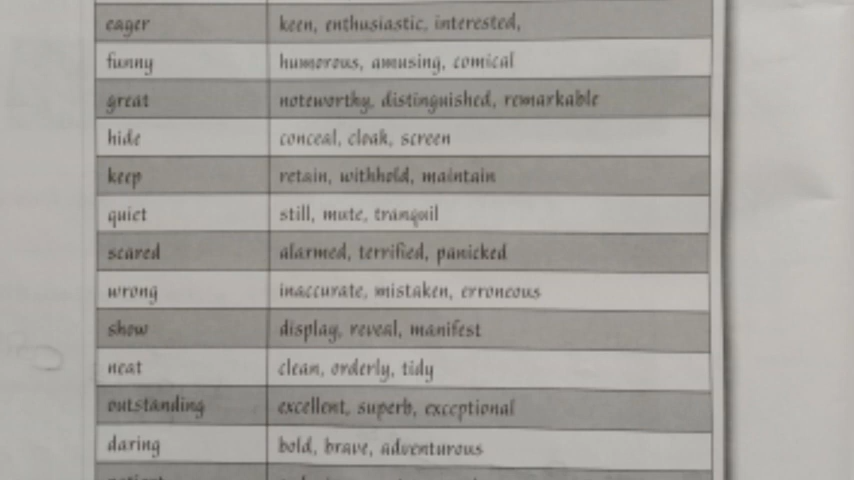 eager keen, enthusiastic, interested,
funny humorous, amusing, comical
great noteworthy, distinguished, remarkable
hide conceal, cloak, screen
keep retain, withhold, maintain
quiet still, mute, tranquil
scared alarmed, terrified, panicked
wrong inaccurate, mistaken, erroneous
show display, reveal, manifest
neat clean, orderly, tidy
outstanding excellent, superb, exceptional
daring bold, brave, adventurous